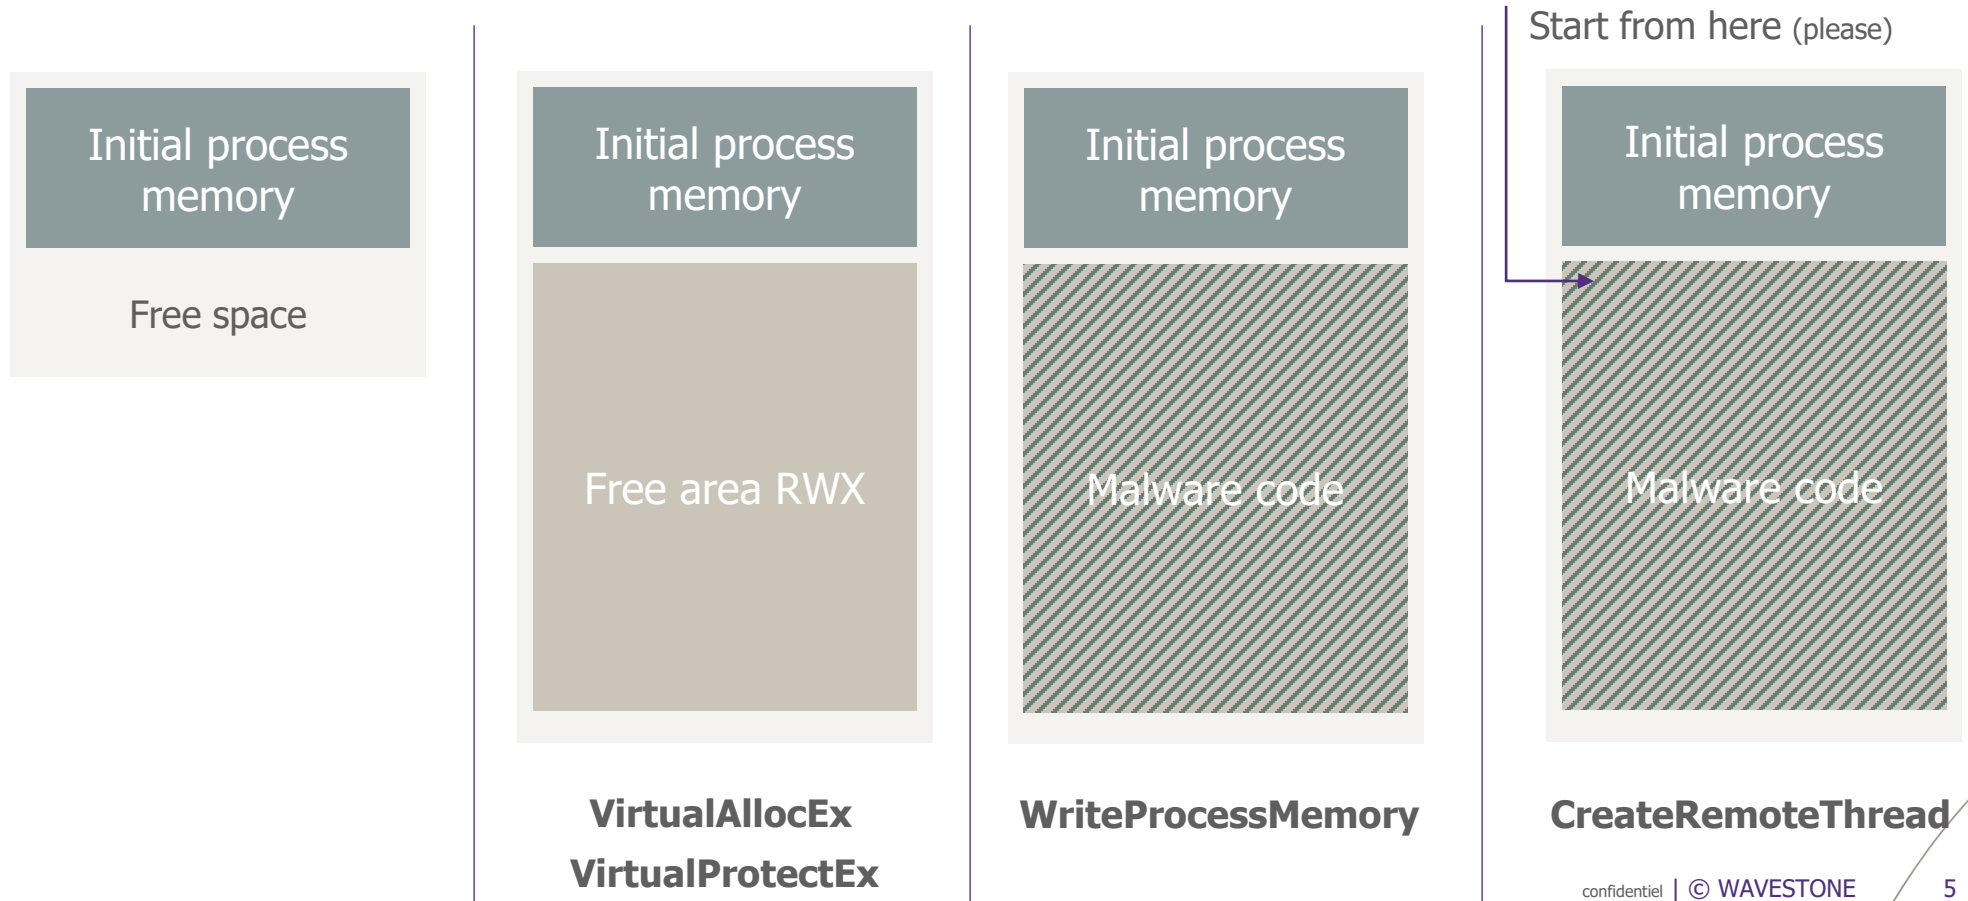 Start from here (please)
Initial process
memory
Free space
Initial process
memory
Free area RWX
VirtualAllocEx
VirtualProtectEx
Initial process
memory
Malware code
WriteProcessMemory
Initial process
memory
Malware code
CreateRemoteThread
confidentiel | © WAVESTONE 5